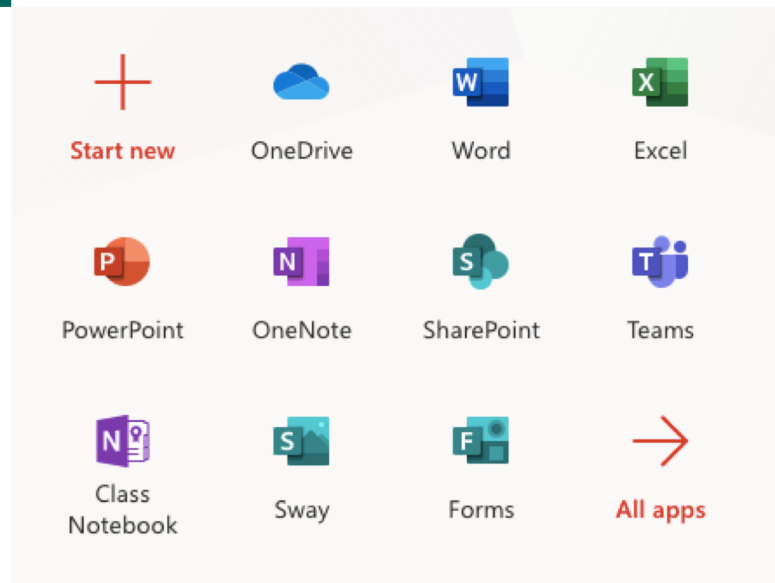 Start new
OneDrive
W
Word
X
Excel
P
PowerPoint
N
OneNote
S
SharePoint
T
Teams
N
Class
Notebook
S
Sway
F
Forms
All apps